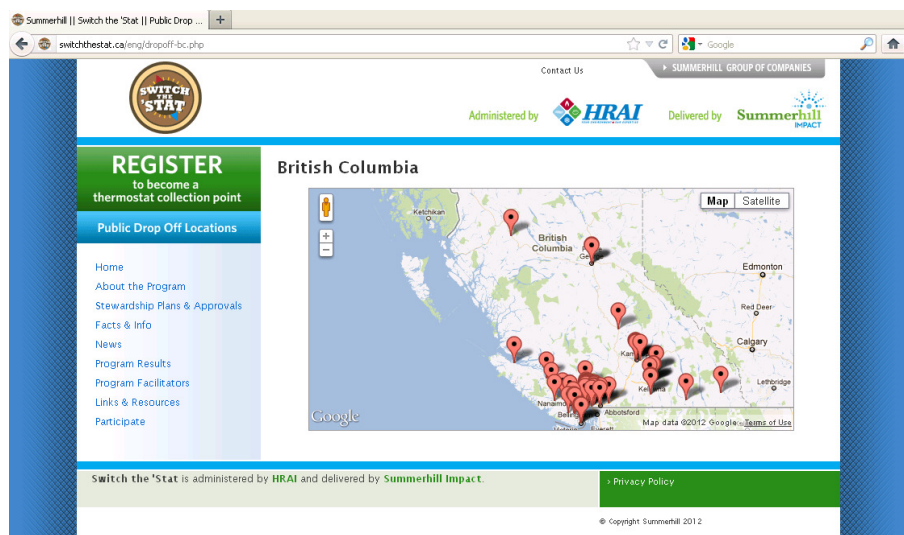 Summerhill || Switch the 'Stat || Public Drop ...
switchthestat.ca/eng/dropoff-bc.php
Google
Contact Us
SUMMERHILL GROUP OF COMPANIES
SWITCH
THE
'STAT
Administered by
HRAI
Delivered by
Summerhill
IMPACT
REGISTER
to become a
thermostat collection point
Public Drop Off Locations
Home
About the Program
Stewardship Plans & Approvals
Facts & Info
News
Program Results
Program Facilitators
Links & Resources
Participate
British Columbia
Map Satellite
Ketchikan
British
Columbia
Edmonton
Red Deer
Calgary
Lethbridge
Abbotsford
Google
Map data ©2012 Google - Terms of Use
Switch the 'Stat is administered by HRAI and delivered by Summerhill Impact.
› Privacy Policy
© Copyright Summerhill 2012